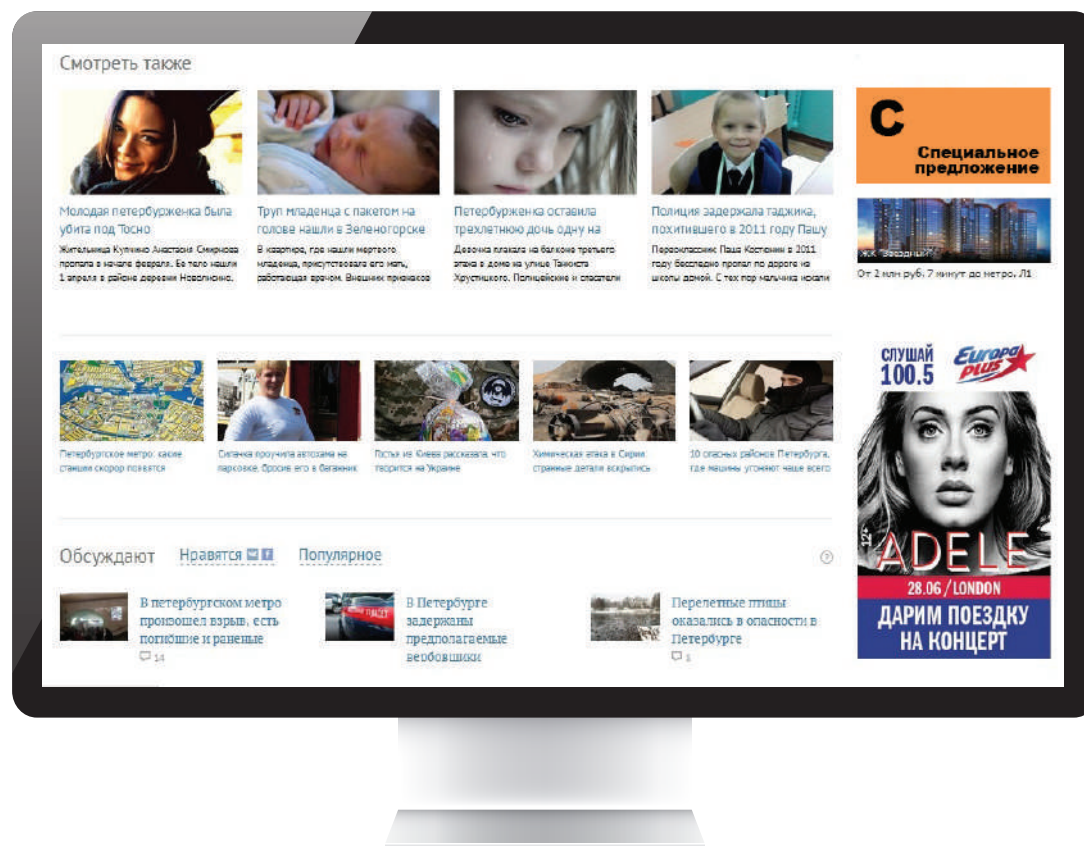 Смотреть также
Молодая петербурженка была
убита под Тосно
Жительница Купчино Анастасия Смирнова
пропала в начале февраля. Ее тело нашли
1 апреля в районе деревни Новолисино.
Труп младенца с пакетом на
голове нашли в Зеленогорске
В квартире, где нашли мертвого
младенца, присутствовала его мать,
работающая врачом. Внешних признаков
Петербурженка оставила
трехлетнюю дочь одну на
Девочка плакала на балконе третьего
этажа в доме на улице Танкиста
Хрустицкого. Полицейские и спасатели
Полиция задержала таджика,
похитившего в 2011 году Пашу
Первоклассник Паша Костюнин в 2011
году бесследно пропал по дороге из
школы домой. С тех пор мальчика искали
С
Специальное
предложение
ЖК "Звездный"
От 2 млн руб. 7 минут до метро. Л1
Петербургское метро: какие
станции скоро появятся
Силачка проучила автохама на
парковке, бросив его в багажник
Гостья из Киева рассказала, что
творится на Украине
Химическая атака в Сирии
странные детали вскрылись
10 опасных районов Петербурга,
где машины угоняют чаще всего
Обсуждают Нравятся Популярное
?
В петербургском метро
произошел взрыв, есть
погибшие и раненые
14
В Петербурге
задержаны
предполагаемые
вербовщики
Перелетные птицы
оказались в опасности в
Петербурге
СЛУШАЙ
100.5
Europa
PLUS
12+
ADELE
28.06 / LONDON
ДАРИМ ПОЕЗДКУ
НА КОНЦЕРТ